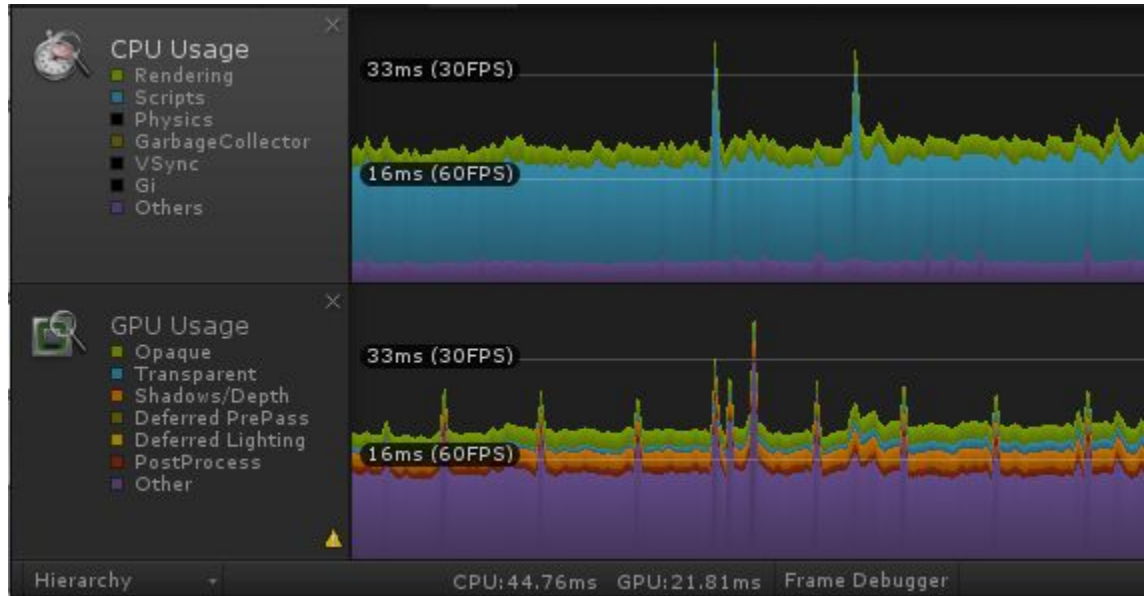 CPU Usage
Rendering
Scripts
Physics
GarbageCollector
VSync
Gi
Others
33ms (30FPS)
16ms (60FPS)
GPU Usage
Opaque
Transparent
Shadows/Depth
Deferred PrePass
Deferred Lighting
PostProcess
Other
33ms (30FPS)
16ms (60FPS)
Hierarchy CPU:44.76ms GPU:21.81ms Frame Debugger